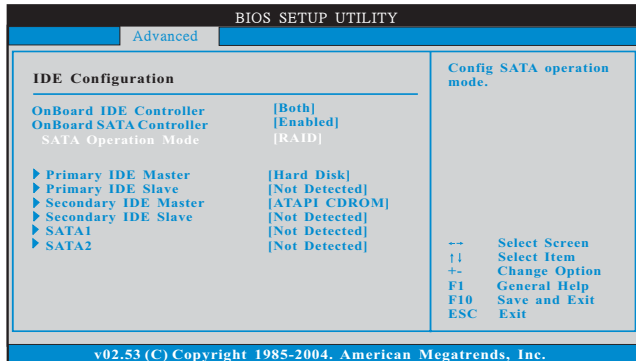 BIOS SETUP UTILITY
Advanced
IDE Configuration
OnBoard IDE Controller [Both]
OnBoard SATA Controller [Enabled]
SATA Operation Mode [RAID]
Primary IDE Master [Hard Disk]
Primary IDE Slave [Not Detected]
Secondary IDE Master [ATAPI CDROM]
Secondary IDE Slave [Not Detected]
SATA1 [Not Detected]
SATA2 [Not Detected]
Config SATA operation
mode.
←→ Select Screen
↑↓ Select Item
+- Change Option
F1 General Help
F10 Save and Exit
ESC Exit
v02.53 (C) Copyright 1985-2004. American Megatrends, Inc.